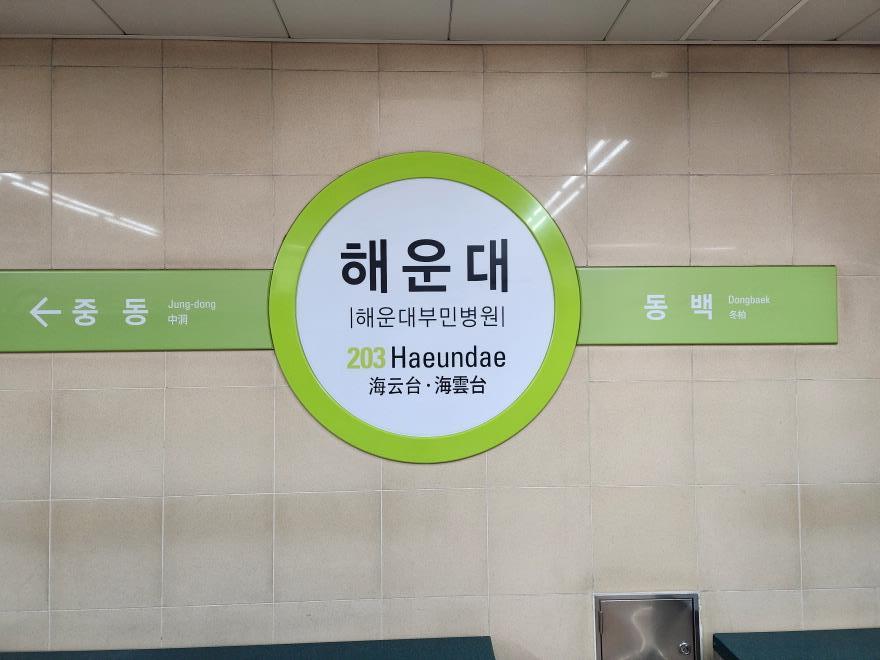 ← 중동 Jung-dong
中洞
해운대
|해운대부민병원|
203 Haeundae
海云台·海雲台
동백 Dongbaek
冬柏